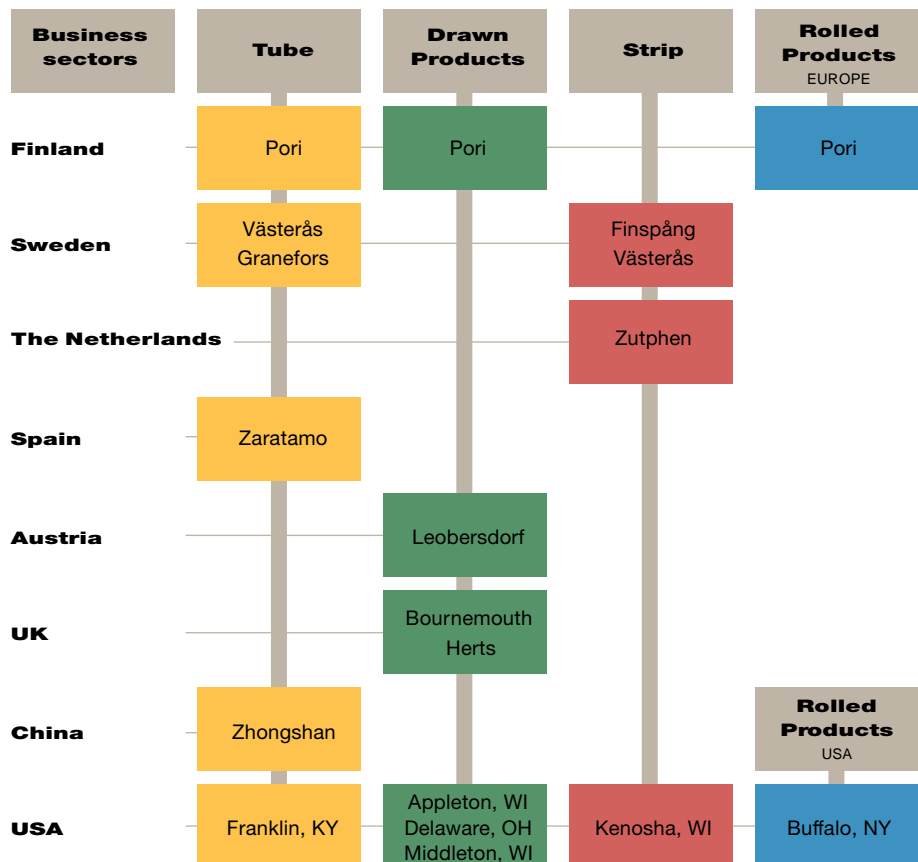 Business
sectors
Tube
Drawn
Products
Strip
Rolled
Products
EUROPE
Finland
Pori
Pori
Pori
Sweden
Västerås
Granefors
Finspång
Västerås
The Netherlands
Zutphen
Spain
Zaratamo
Austria
Leobersdorf
UK
Bournemouth
Herts
China
Zhongshan
Rolled
Products
USA
USA
Franklin, KY
Appleton, WI
Delaware, OH
Middleton, WI
Kenosha, WI
Buffalo, NY